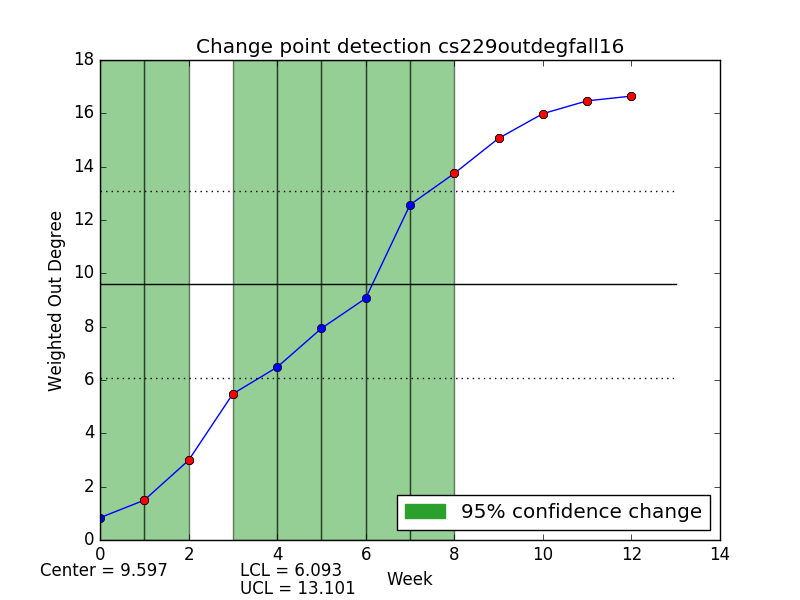 Change point detection cs229outdegfall16
18
16
14
12
10
8
6
4
2
0
Weighted Out Degree
95% confidence change
0 2 4 6 8 10 12 14
Week
Center = 9.597
LCL = 6.093
UCL = 13.101